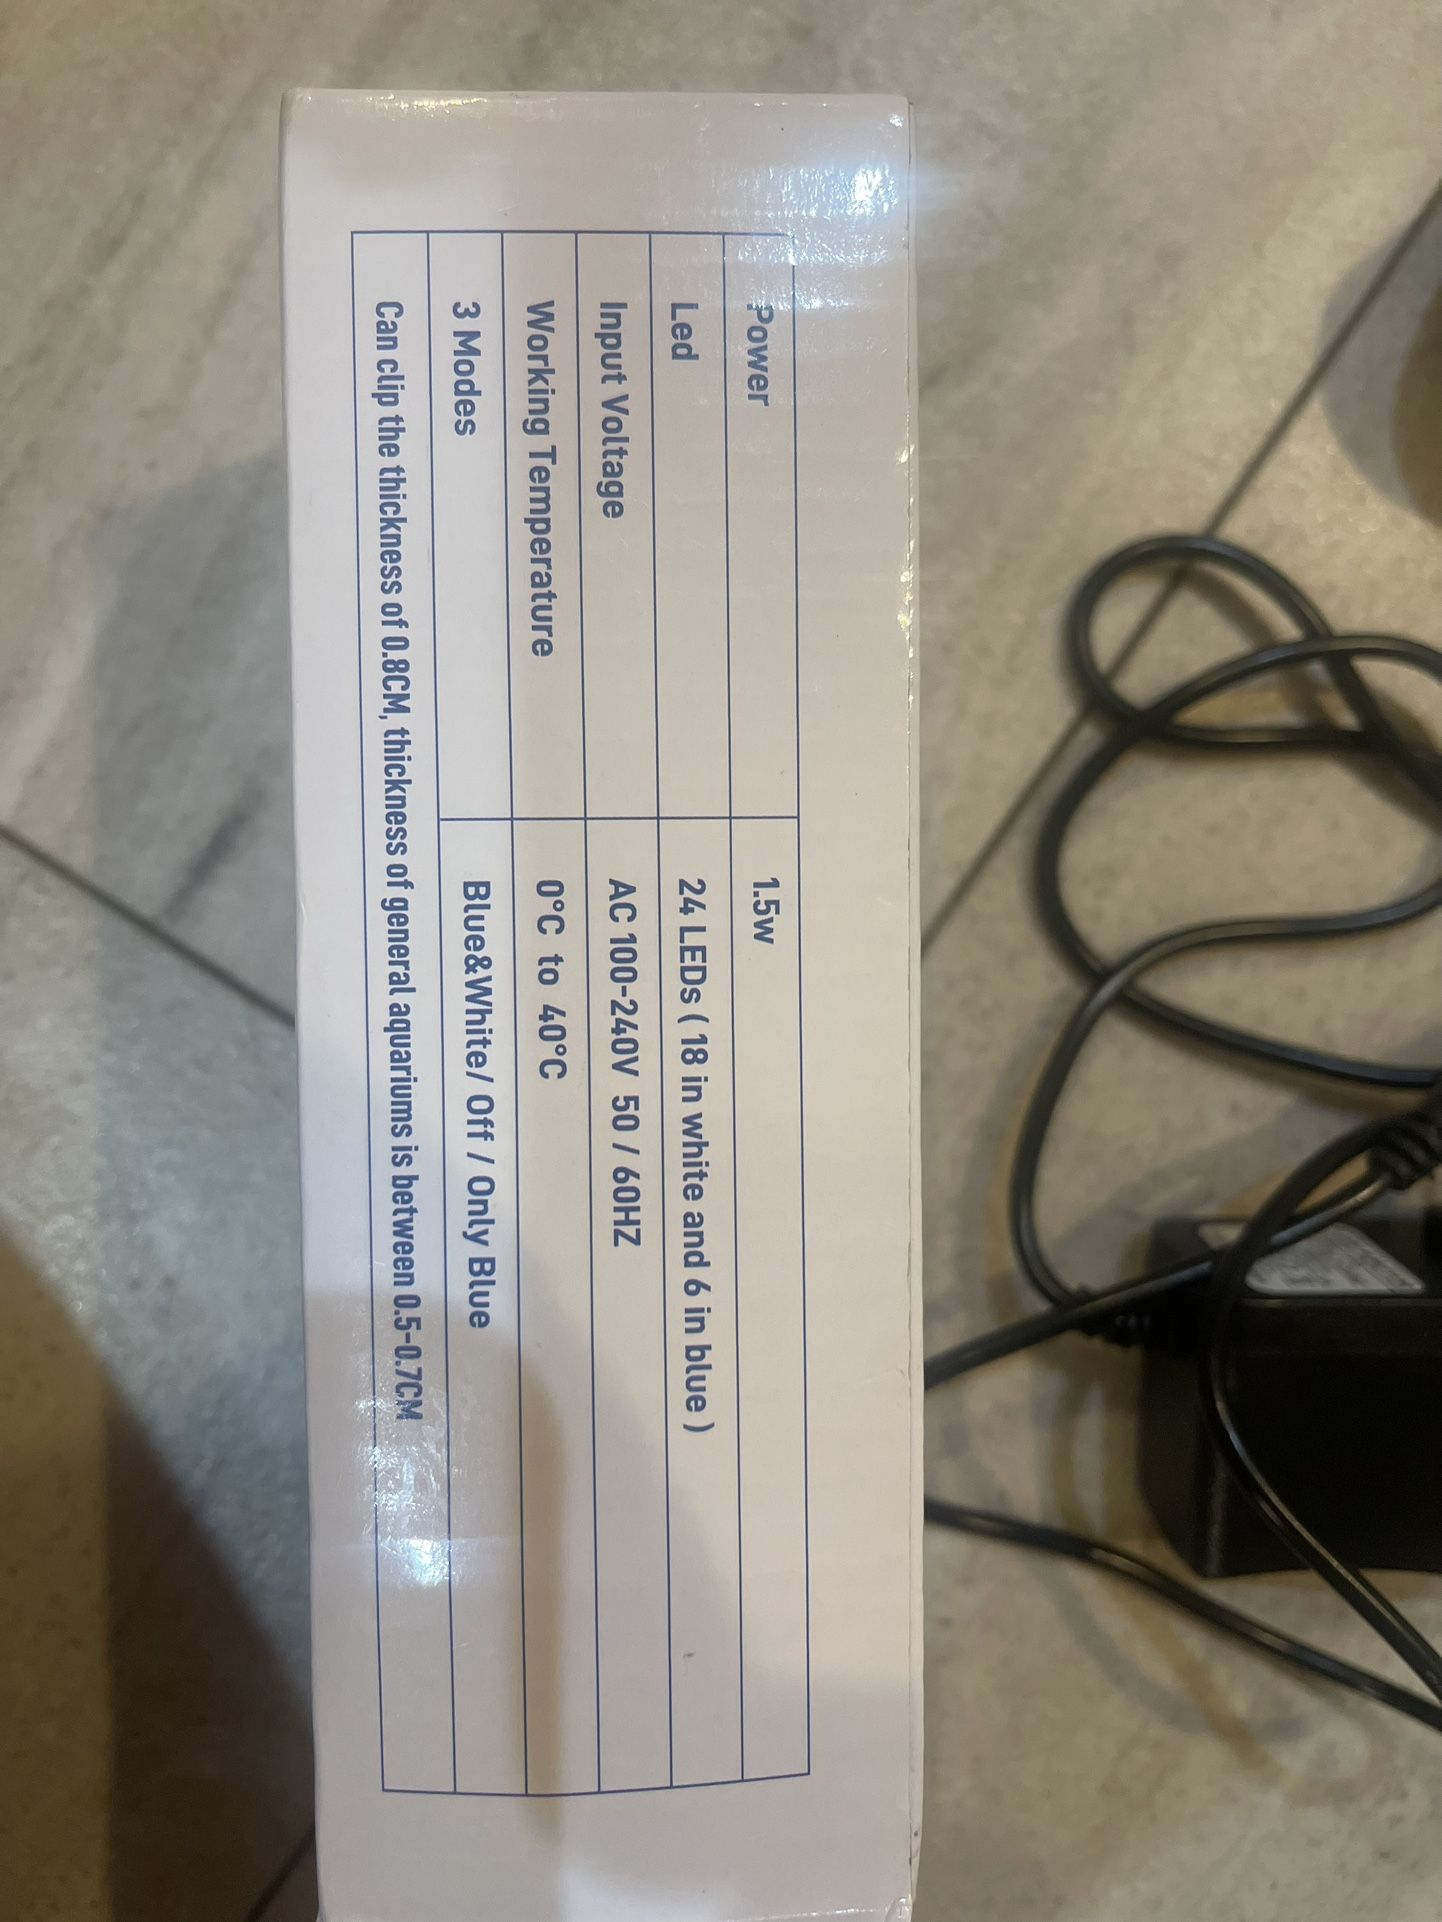 Power 1.5w
Led 24 LEDs ( 18 in white and 6 in blue )
Input Voltage AC 100-240V 50 / 60HZ
Working Temperature 0°C to 40°C
3 Modes Blue&White/ Off / Only Blue
Can clip the thickness of 0.8CM, thickness of general aquariums is between 0.5-0.7CM